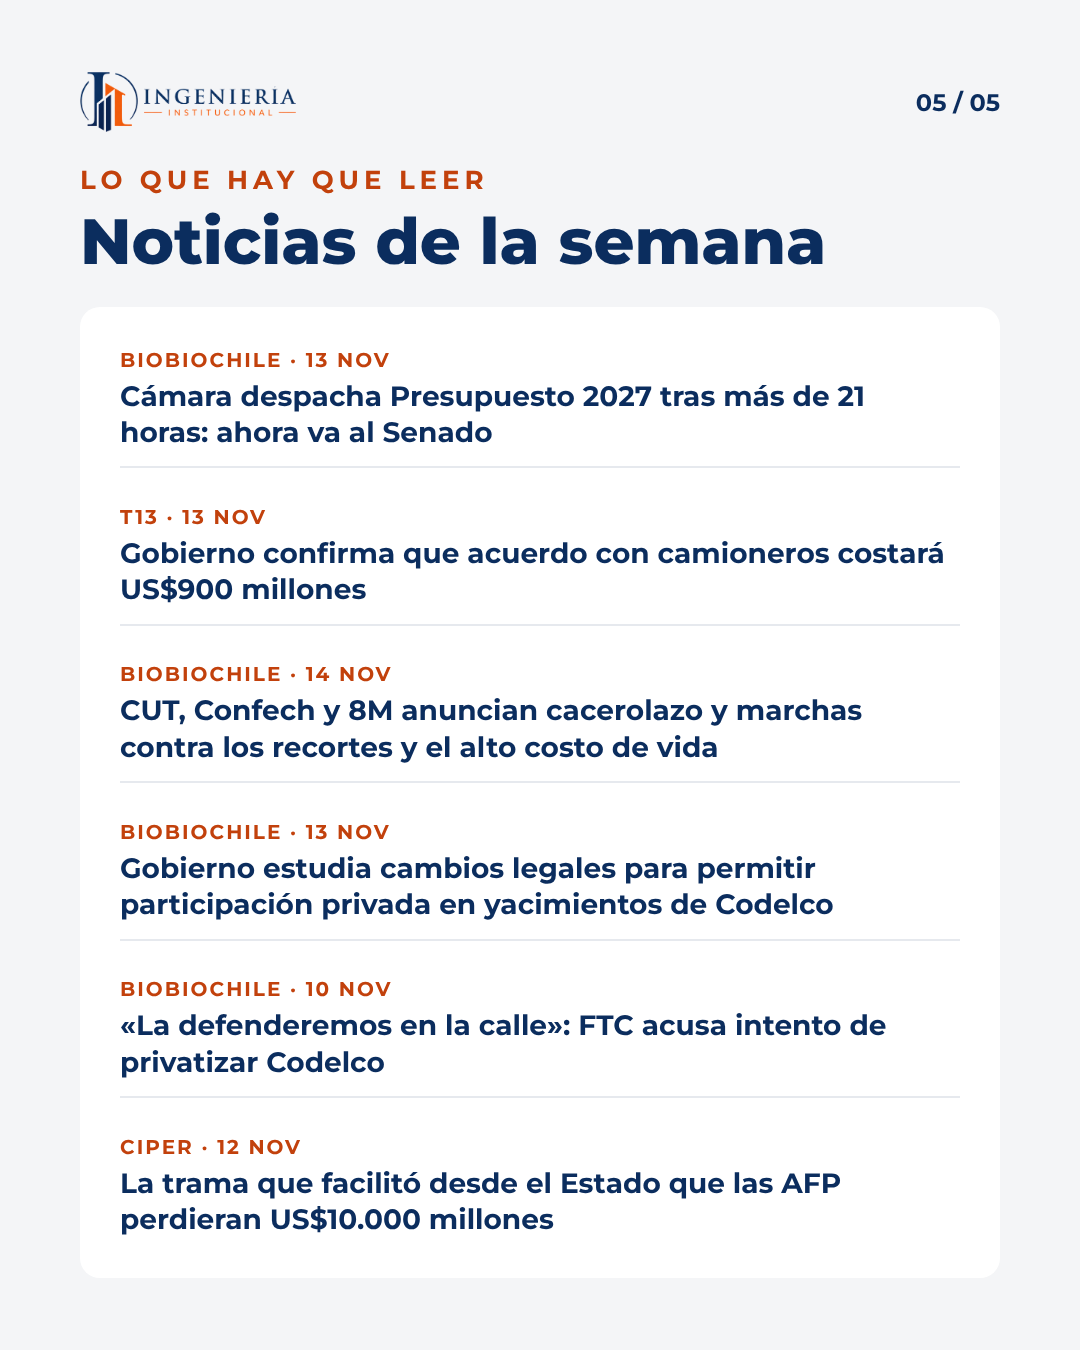 INGENIERIA
INSTITUCIONAL
05 / 05
LO QUE HAY QUE LEER
Noticias de la semana
BIOBIOCHILE · 13 NOV
Cámara despacha Presupuesto 2027 tras más de 21
horas: ahora va al Senado
T13 · 13 NOV
Gobierno confirma que acuerdo con camioneros costará
US$900 millones
BIOBIOCHILE · 14 NOV
CUT, Confech y 8M anuncian cacerolazo y marchas
contra los recortes y el alto costo de vida
BIOBIOCHILE · 13 NOV
Gobierno estudia cambios legales para permitir
participación privada en yacimientos de Codelco
BIOBIOCHILE · 10 NOV
«La defenderemos en la calle»: FTC acusa intento de
privatizar Codelco
CIPER · 12 NOV
La trama que facilitó desde el Estado que las AFP
perdieran US$10.000 millones